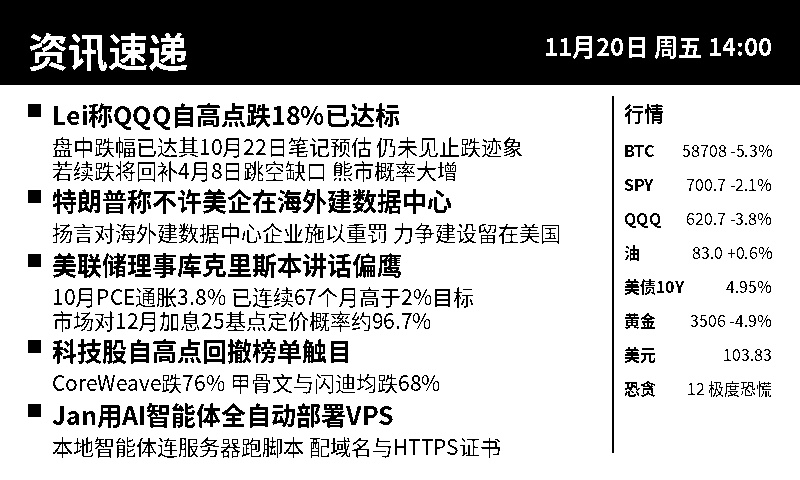 资讯速递
11月20日 周五 14:00
Lei称QQQ自高点跌18%已达标
盘中跌幅已达其10月22日笔记预估 仍未见止跌迹象
若续跌将回补4月8日跳空缺口 熊市概率大增
特朗普称不许美企在海外建数据中心
扬言对海外建数据中心企业施以重罚 力争建设留在美国
美联储理事库克里斯本讲话偏鹰
10月PCE通胀3.8% 已连续67个月高于2%目标
市场对12月加息25基点定价概率约96.7%
科技股自高点回撤榜单触目
CoreWeave跌76% 甲骨文与闪迪均跌68%
Jan用AI智能体全自动部署VPS
本地智能体连服务器跑脚本 配域名与HTTPS证书
行情
BTC 58708 -5.3%
SPY 700.7 -2.1%
QQQ 620.7 -3.8%
油 83.0 +0.6%
美债10Y 4.95%
黄金 3506 -4.9%
美元 103.83
恐贪 12 极度恐慌